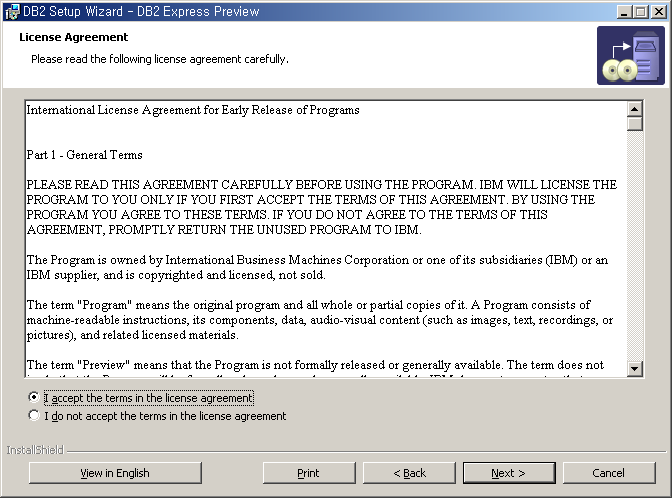 DB2 Setup Wizard - DB2 Express Preview
License Agreement
Please read the following license agreement carefully.
International License Agreement for Early Release of Programs
Part 1 - General Terms
PLEASE READ THIS AGREEMENT CAREFULLY BEFORE USING THE PROGRAM. IBM WILL LICENSE THE
PROGRAM TO YOU ONLY IF YOU FIRST ACCEPT THE TERMS OF THIS AGREEMENT. BY USING THE
PROGRAM YOU AGREE TO THESE TERMS. IF YOU DO NOT AGREE TO THE TERMS OF THIS
AGREEMENT, PROMPTLY RETURN THE UNUSED PROGRAM TO IBM.
The Program is owned by International Business Machines Corporation or one of its subsidiaries (IBM) or an
IBM supplier, and is copyrighted and licensed, not sold.
The term "Program" means the original program and all whole or partial copies of it. A Program consists of
machine-readable instructions, its components, data, audio-visual content (such as images, text, recordings, or
pictures), and related licensed materials.
The term "Preview" means that the Program is not formally released or generally available. The term does not
I accept the terms in the license agreement
I do not accept the terms in the license agreement
InstallShield
View in English
Print
< Back
Next >
Cancel